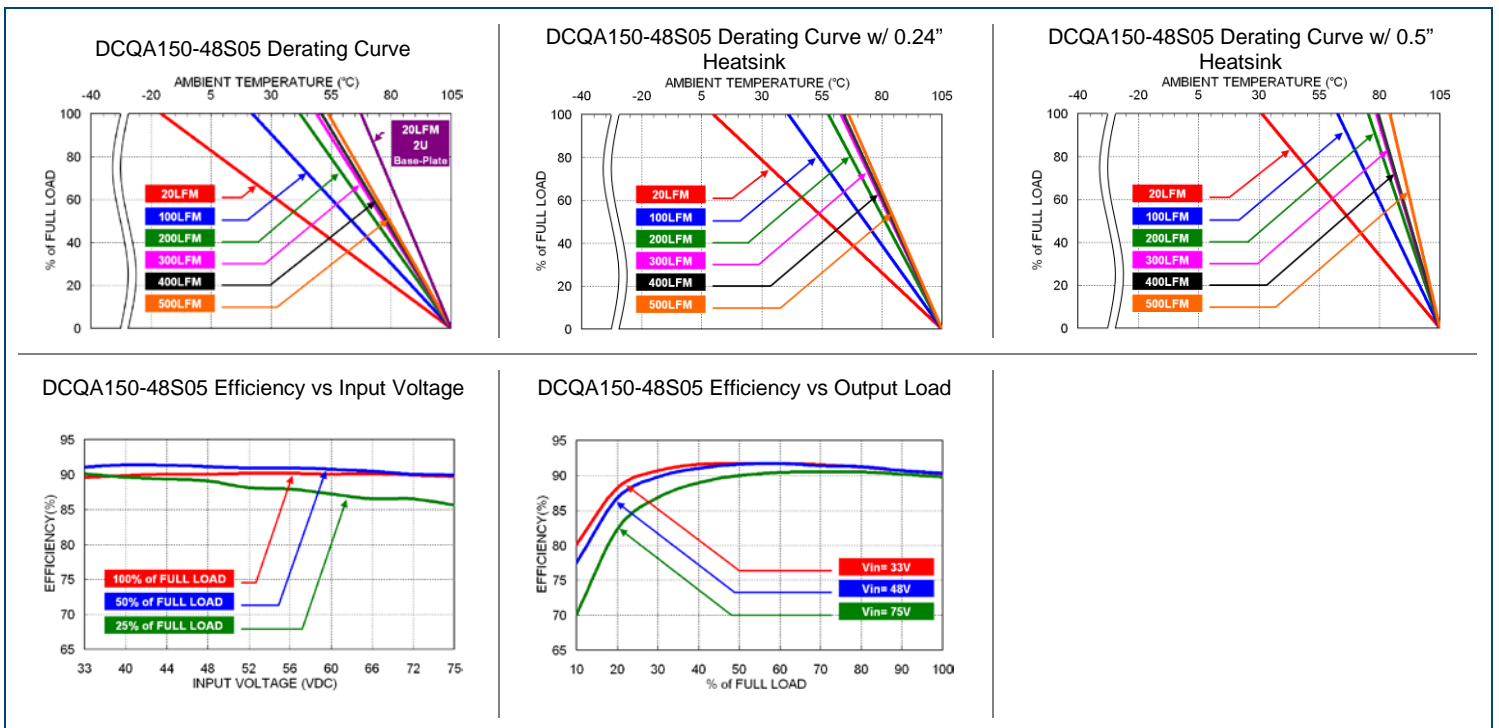 DCQA150-48S05 Derating Curve
AMBIENT TEMPERATURE (°C)
-40 -20 5 30 55 80 105
% of FULL LOAD
100
80
60
40
20
0
20LFM
2U
Base-Plate
20LFM
100LFM
200LFM
300LFM
400LFM
500LFM
DCQA150-48S05 Derating Curve w/ 0.24”
Heatsink
AMBIENT TEMPERATURE (°C)
-40 -20 5 30 55 80 105
% of FULL LOAD
100
80
60
40
20
0
20LFM
100LFM
200LFM
300LFM
400LFM
500LFM
DCQA150-48S05 Derating Curve w/ 0.5”
Heatsink
AMBIENT TEMPERATURE (°C)
-40 -20 5 30 55 80 105
% of FULL LOAD
100
80
60
40
20
0
20LFM
100LFM
200LFM
300LFM
400LFM
500LFM
DCQA150-48S05 Efficiency vs Input Voltage
EFFICIENCY(%)
95
90
85
80
75
70
65
100% of FULL LOAD
50% of FULL LOAD
25% of FULL LOAD
33 40 44 48 52 56 60 66 72 75
INPUT VOLTAGE (VDC)
DCQA150-48S05 Efficiency vs Output Load
EFFICIENCY(%)
95
90
85
80
75
70
65
Vin= 33V
Vin= 48V
Vin= 75V
10 20 30 40 50 60 70 80 90 100
% of FULL LOAD